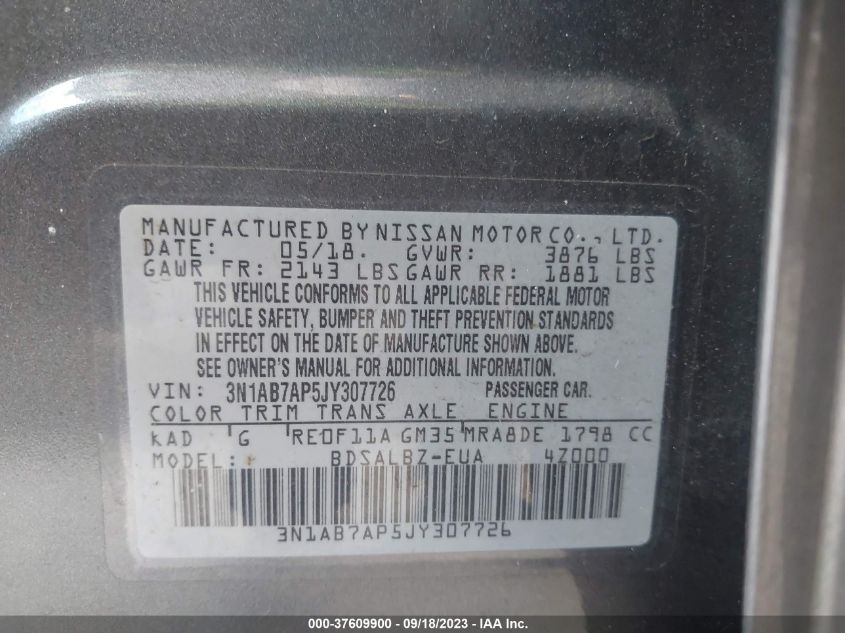 MANUFACTURED BY NISSAN MOTOR CO., LTD.
DATE: 05/18. GVWR: 3876 LBS
GAWR FR: 2143 LBS GAWR RR: 1881 LBS
THIS VEHICLE CONFORMS TO ALL APPLICABLE FEDERAL MOTOR
VEHICLE SAFETY, BUMPER AND THEFT PREVENTION STANDARDS
IN EFFECT ON THE DATE OF MANUFACTURE SHOWN ABOVE.
SEE OWNER'S MANUAL FOR ADDITIONAL INFORMATION.
VIN: 3N1AB7AP5JY307726 PASSENGER CAR.
COLOR TRIM TRANS AXLE ENGINE
KAD G RE0F11A GM35 MRA8DE 1798 CC
MODEL: BDSALBZ-EUA 4Z000
3N1AB7AP5JY307726
000-37609900 - 09/18/2023 - IAA Inc.